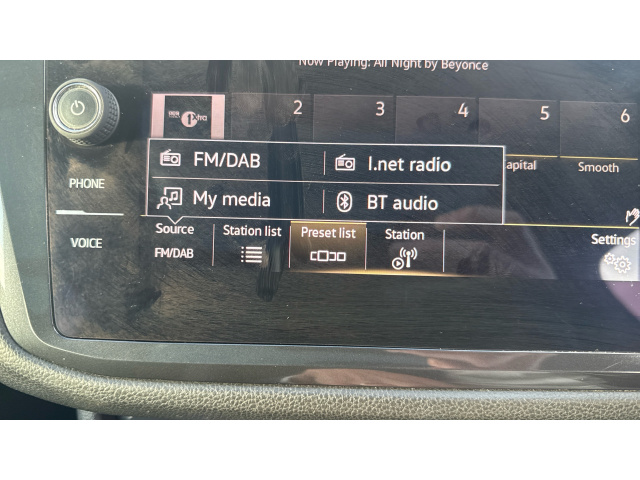 Now Playing: All Night by Beyonce
2 3 4 5 6
1Xtra
apital Smooth
FM/DAB I.net radio
My media BT audio
PHONE
VOICE
Source Station list Preset list Station Settings
FM/DAB